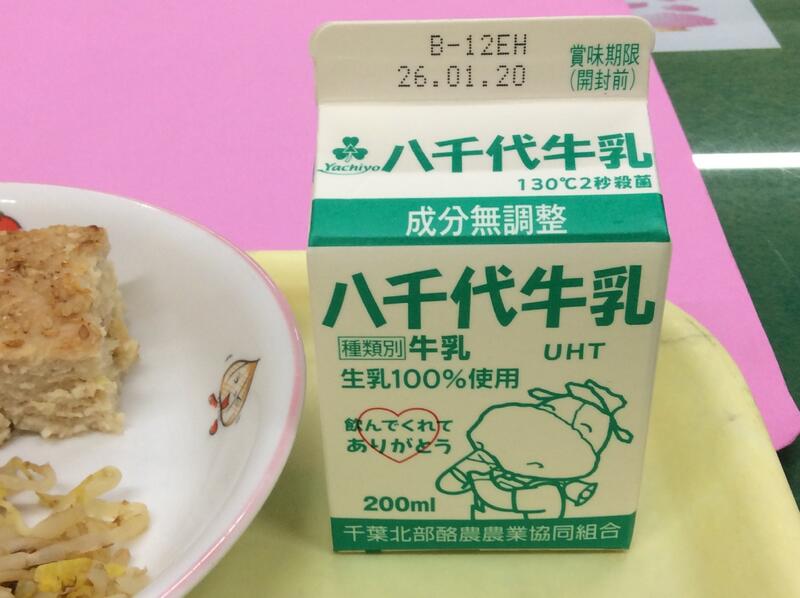 B-12EH
26.01.20
賞味期限
(開封前)
Yachiyo
八千代牛乳
130℃2秒殺菌
成分無調整
八千代牛乳
種類別 牛乳 UHT
生乳100%使用
飲んでくれて
ありがとう
200ml
千葉北部酪農農業協同組合